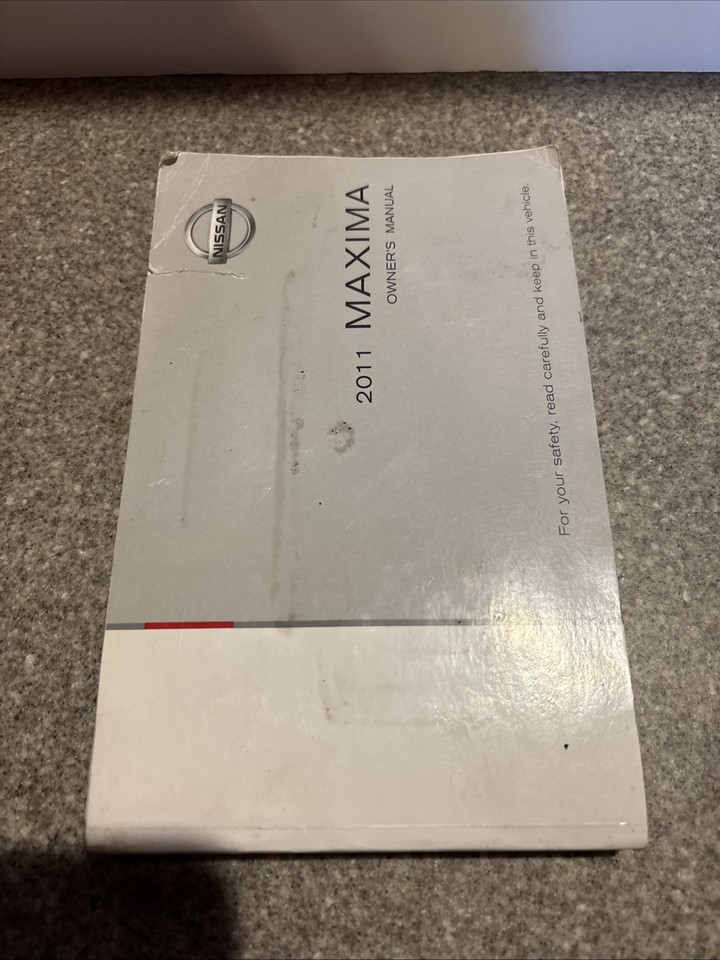 NISSAN
2011 MAXIMA
OWNER'S MANUAL
For your safety, read carefully and keep in this vehicle.